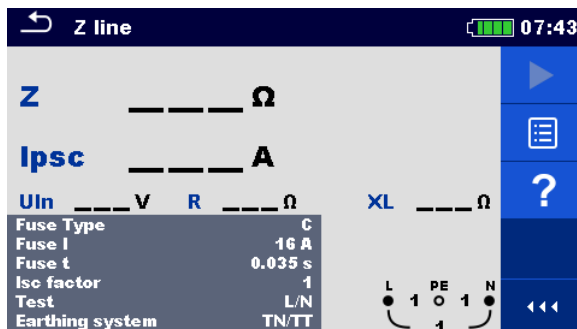 Z line 07:43
Z ___ Ω
Ipsc ___ A
Uln ___ V R ___ Ω XL ___ Ω
?
Fuse Type C
Fuse I 16 A
Fuse t 0.035 s
Isc factor 1
Test L/N
Earthing system TN/TT
L PE N
1 1
1